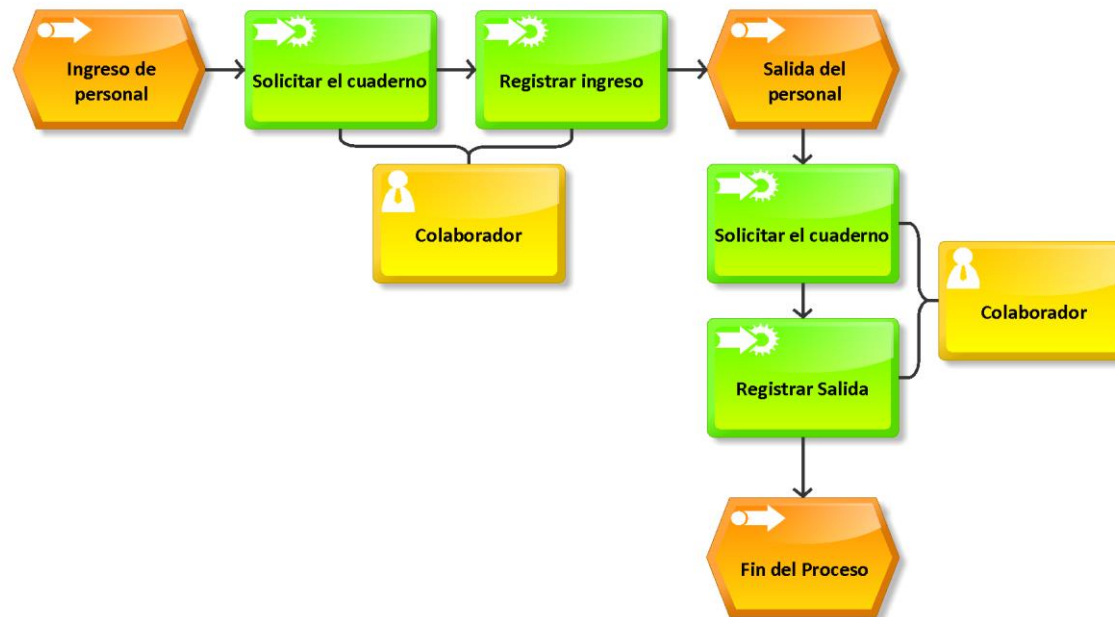 Ingreso de
personal
Solicitar el cuaderno
Registrar ingreso
Salida del
personal
Colaborador
Solicitar el cuaderno
Colaborador
Registrar Salida
Fin del Proceso